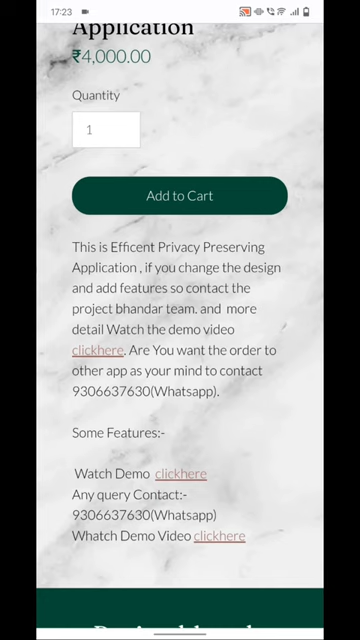 17:23
Application
₹4,000.00
Quantity
1
Add to Cart
This is Efficent Privacy Preserving
Application , if you change the design
and add features so contact the
project bhandar team. and more
detail Watch the demo video
clickhere. Are You want the order to
other app as your mind to contact
9306637630(Whatsapp).
Some Features:-
Watch Demo clickhere
Any query Contact:-
9306637630(Whatsapp)
Whatch Demo Video clickhere